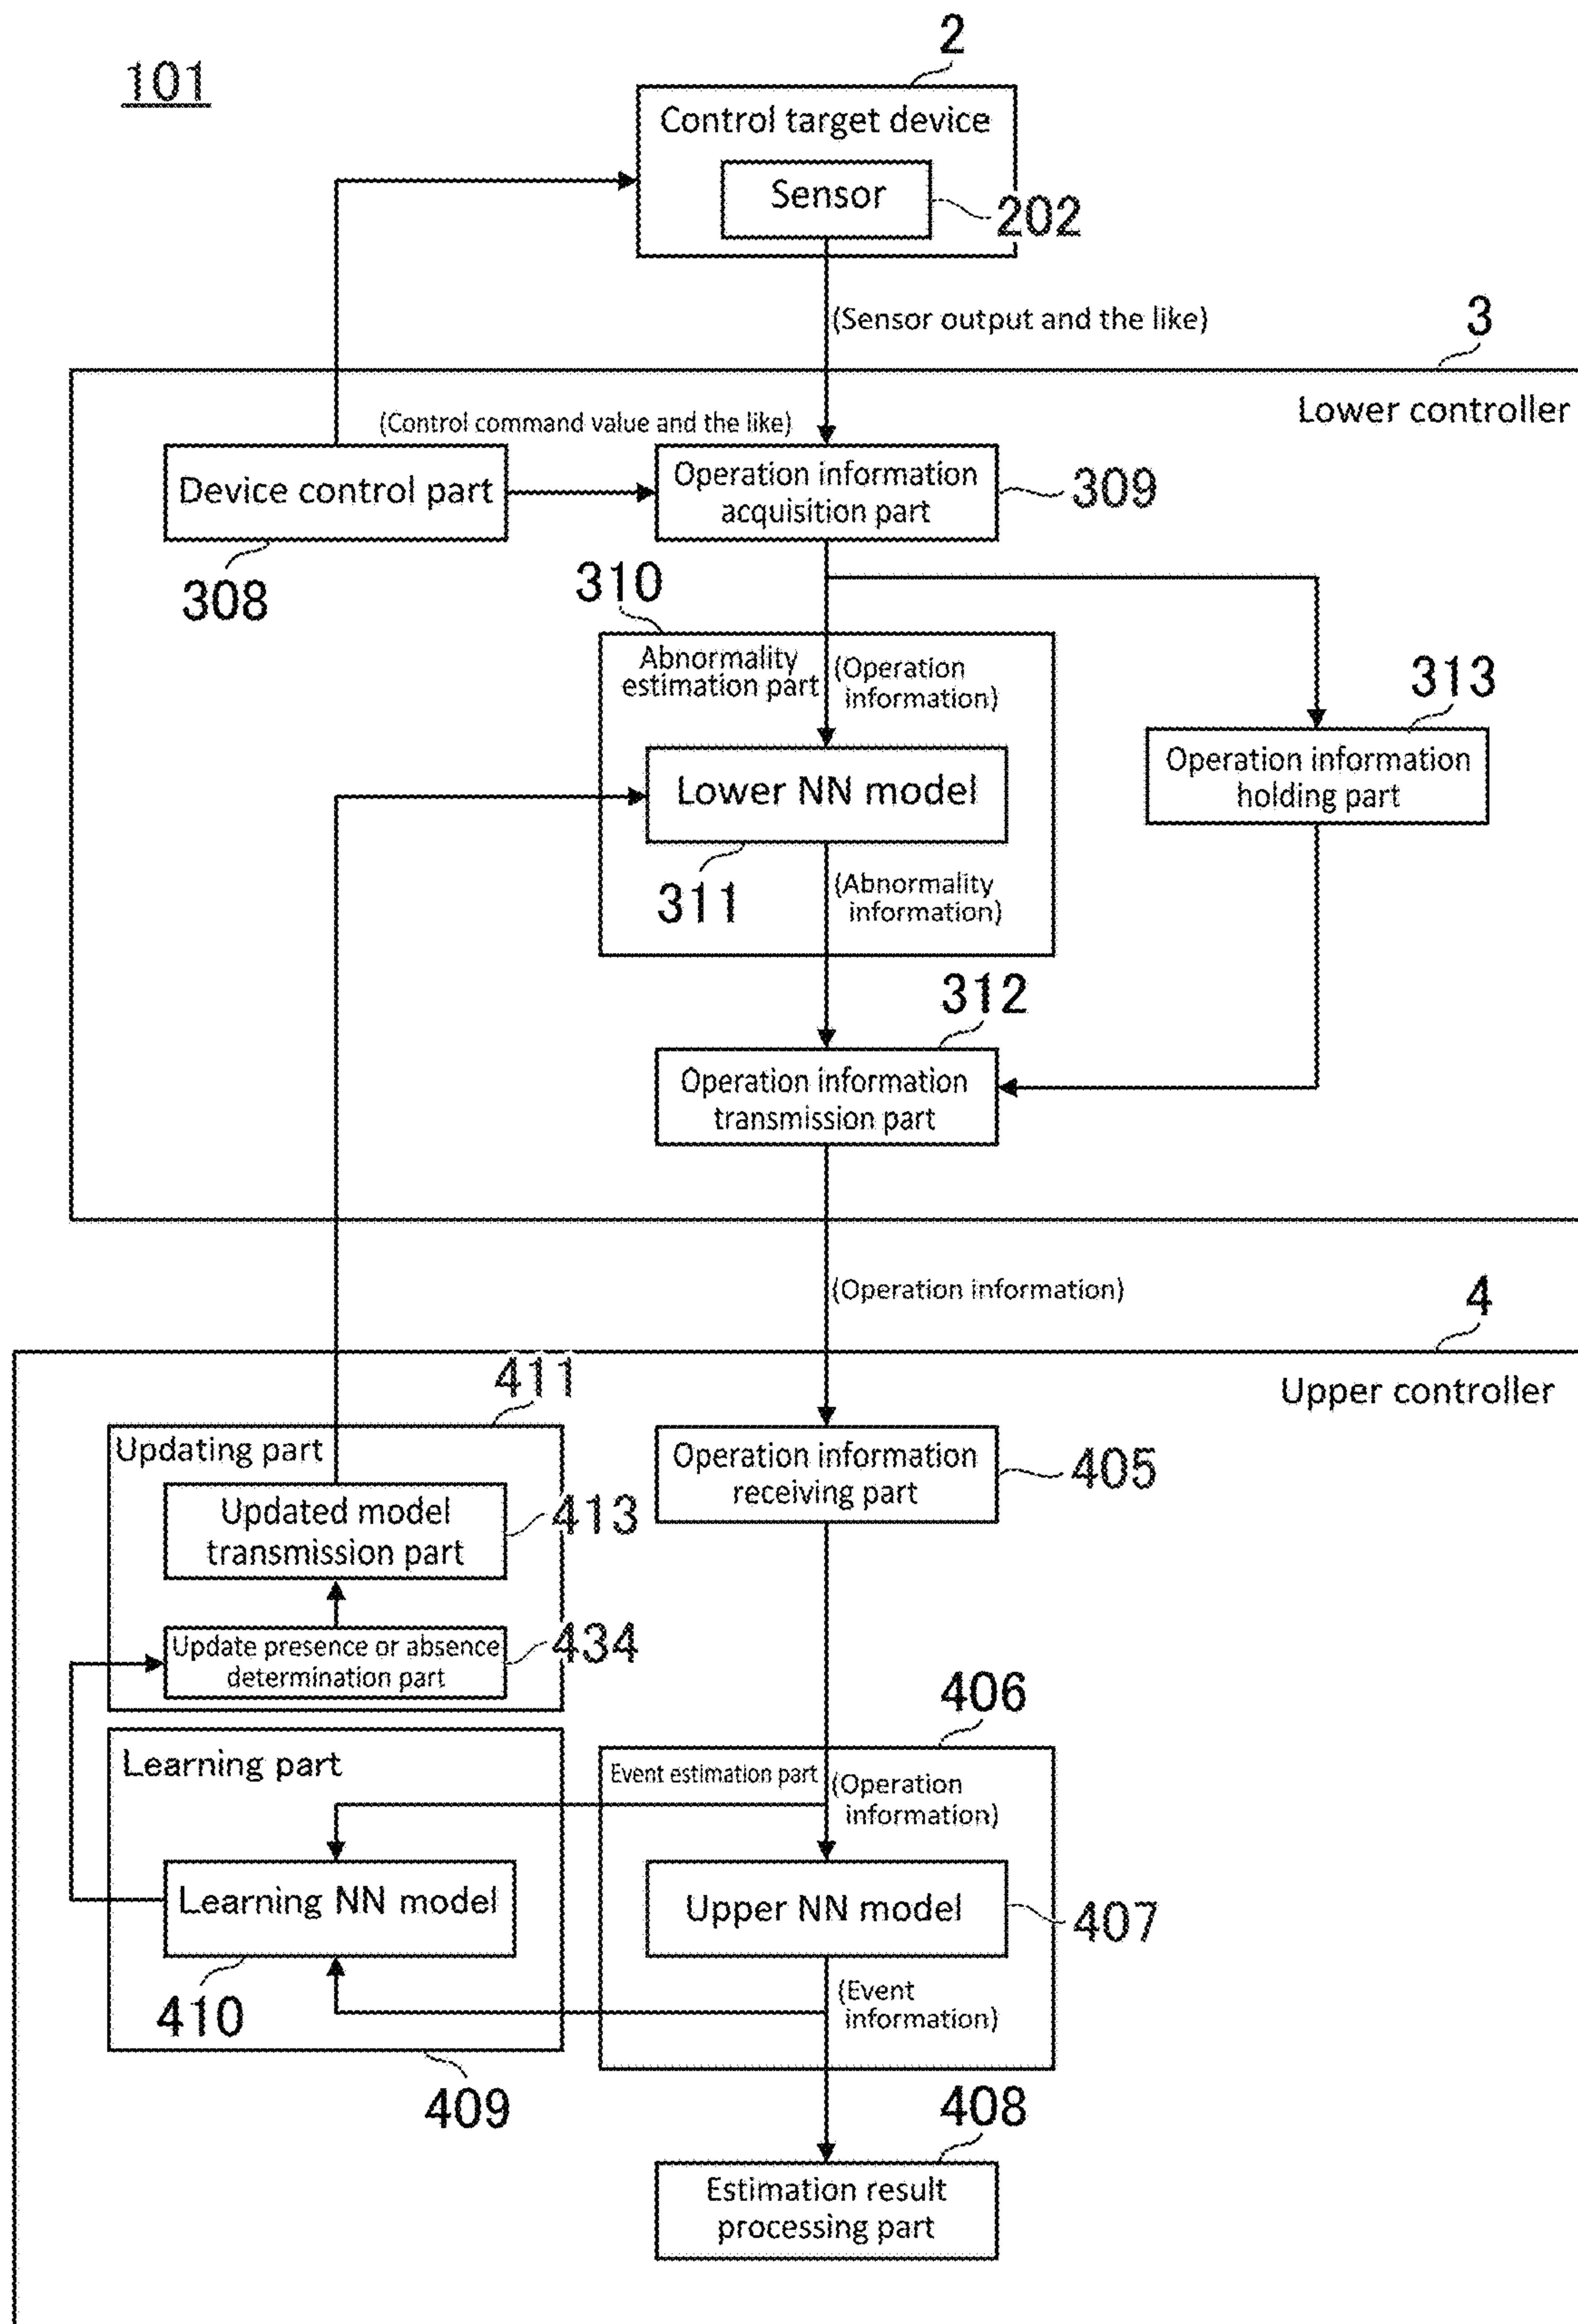 101
2
Control target device
Sensor
202
(Sensor output and the like)
3
Lower controller
(Control command value and the like)
Device control part
308
Operation information
acquisition part
309
310
Abnormality
estimation part
(Operation
information)
313
Operation information
holding part
Lower NN model
311
(Abnormality
information)
312
Operation information
transmission part
(Operation information)
4
Upper controller
411
Updating part
Updated model
transmission part
413
Operation information
receiving part
405
Update presence or absence
determination part
434
406
Learning part
Event estimation part
(Operation
information)
Learning NN model
410
Upper NN model
407
(Event
information)
409
408
Estimation result
processing part